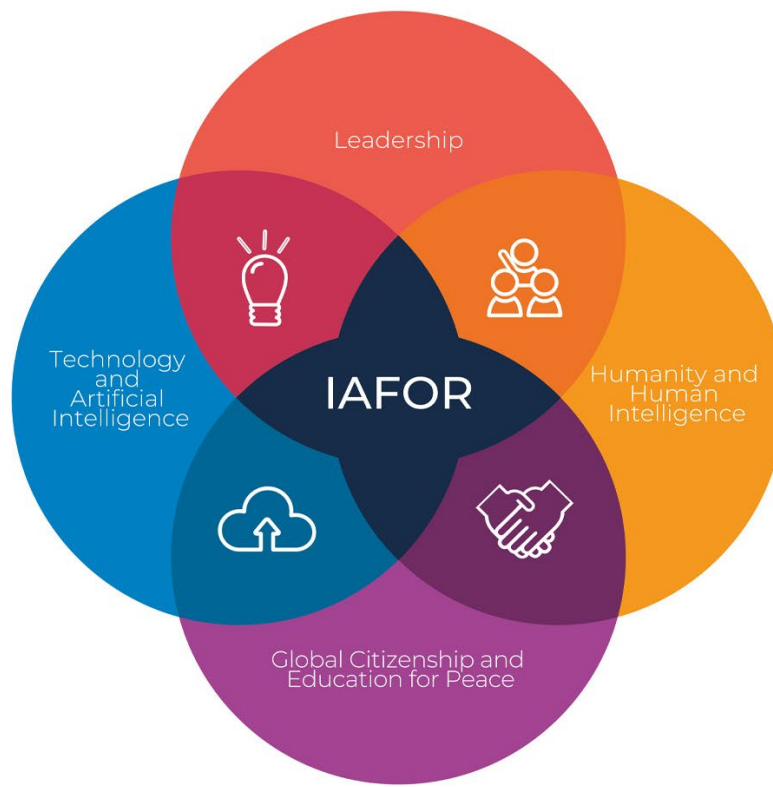 Leadership
Technology
and
Artificial
Intelligence
IAFOR
Humanity and
Human
Intelligence
Global Citizenship and
Education for Peace